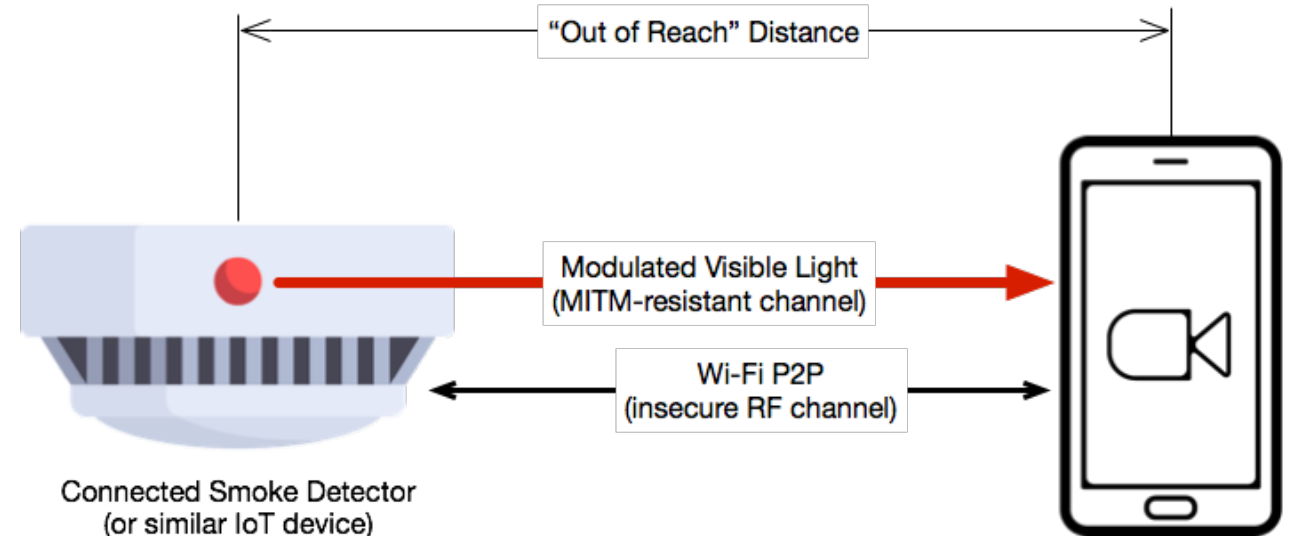 “Out of Reach” Distance
Modulated Visible Light
(MITM-resistant channel)
Wi-Fi P2P
(insecure RF channel)
Connected Smoke Detector
(or similar IoT device)